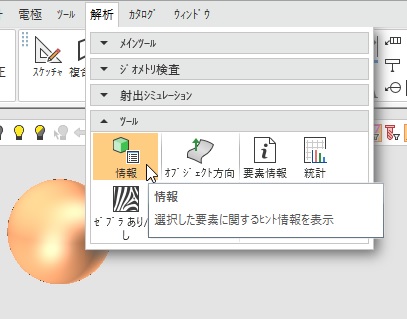 電極 ﾂｰﾙ 解析 ｶﾀﾛｸﾞ ｳｨﾝﾄﾞｳ
ｽｹｯﾁｬ 複合
正
ﾒｲﾝﾂｰﾙ
ｼﾞｵﾒﾄﾘ検査
射出ｼﾐｭﾚｰｼｮﾝ
ﾂｰﾙ
情報 ｵﾌﾞｼﾞｪｸﾄ方向 要素情報 統計
ｾﾞﾌﾞﾗ あり/な
し
情報
選択した要素に関するﾋﾝﾄ情報を表示